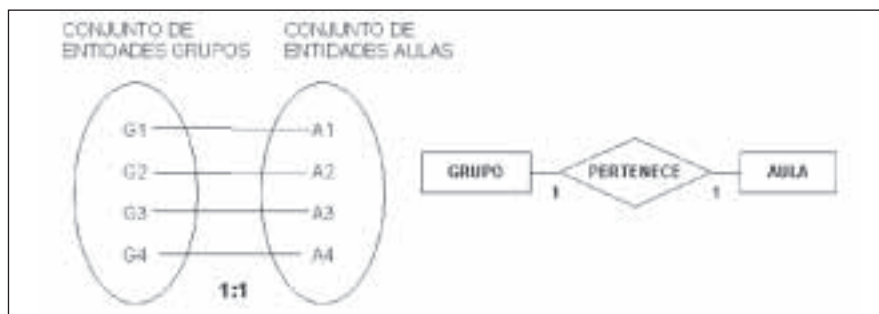 CONJUNTO DE
ENTIDADES GRUPOS
CONJUNTO DE
ENTIDADES AULAS
G1
A1
G2
A2
G3
A3
G4
A4
1:1
GRUPO
1
PERTENECE
1
AULA